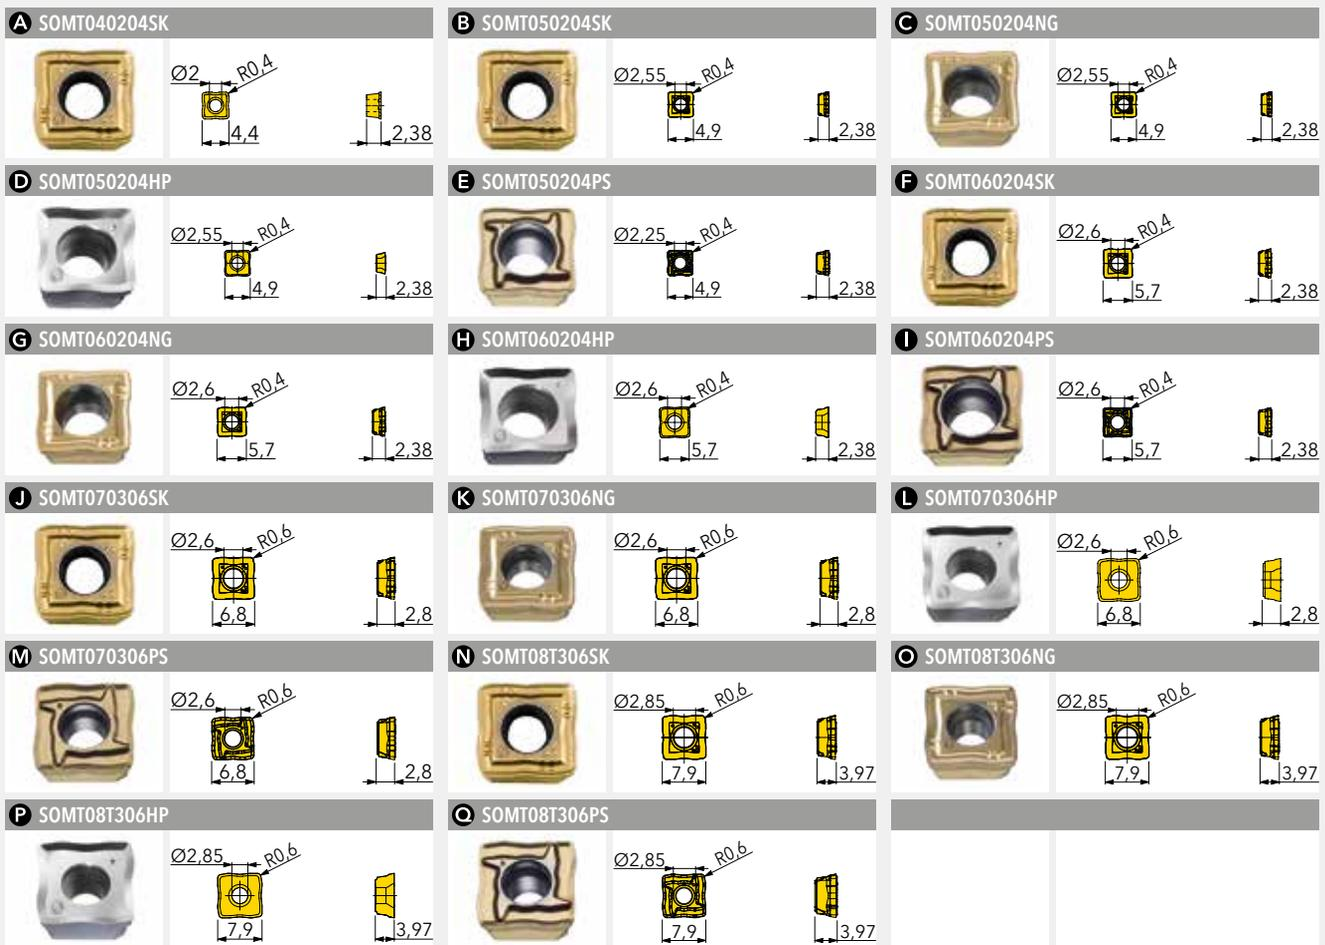 A SOMT040204SK
Ø2 R0,4
4,4 2,38
B SOMT050204SK
Ø2,55 R0,4
4,9 2,38
C SOMT050204NG
Ø2,55 R0,4
4,9 2,38
D SOMT050204HP
Ø2,55 R0,4
4,9 2,38
E SOMT050204PS
Ø2,25 R0,4
4,9 2,38
F SOMT060204SK
Ø2,6 R0,4
5,7 2,38
G SOMT060204NG
Ø2,6 R0,4
5,7 2,38
H SOMT060204HP
Ø2,6 R0,4
5,7 2,38
I SOMT060204PS
Ø2,6 R0,4
5,7 2,38
J SOMT070306SK
Ø2,6 R0,6
6,8 2,8
K SOMT070306NG
Ø2,6 R0,6
6,8 2,8
L SOMT070306HP
Ø2,6 R0,6
6,8 2,8
M SOMT070306PS
Ø2,6 R0,6
6,8 2,8
N SOMT08T306SK
Ø2,85 R0,6
7,9 3,97
O SOMT08T306NG
Ø2,85 R0,6
7,9 3,97
P SOMT08T306HP
Ø2,85 R0,6
7,9 3,97
Q SOMT08T306PS
Ø2,85 R0,6
7,9 3,97